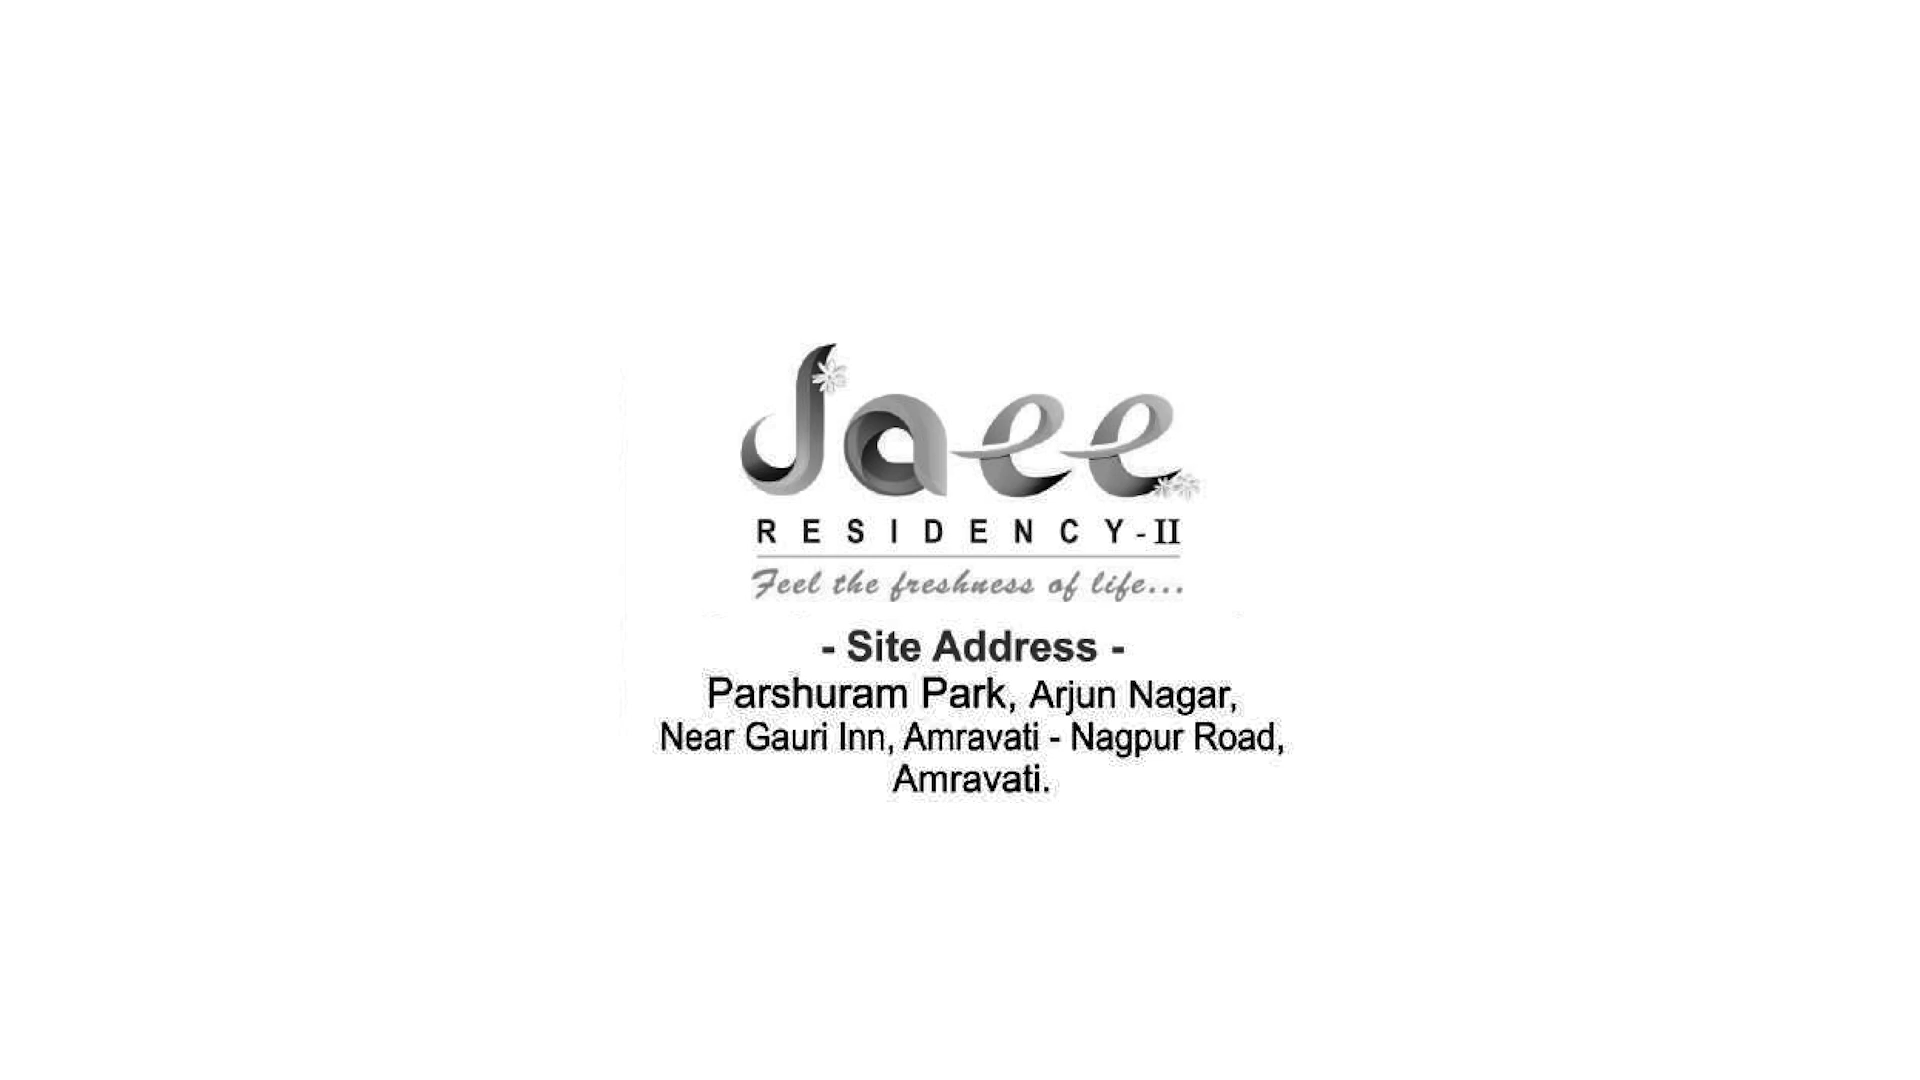 Jaee
RESIDENCY-II
Feel the freshness of life...
- Site Address -
Parshuram Park, Arjun Nagar,
Near Gauri Inn, Amravati - Nagpur Road,
Amravati.